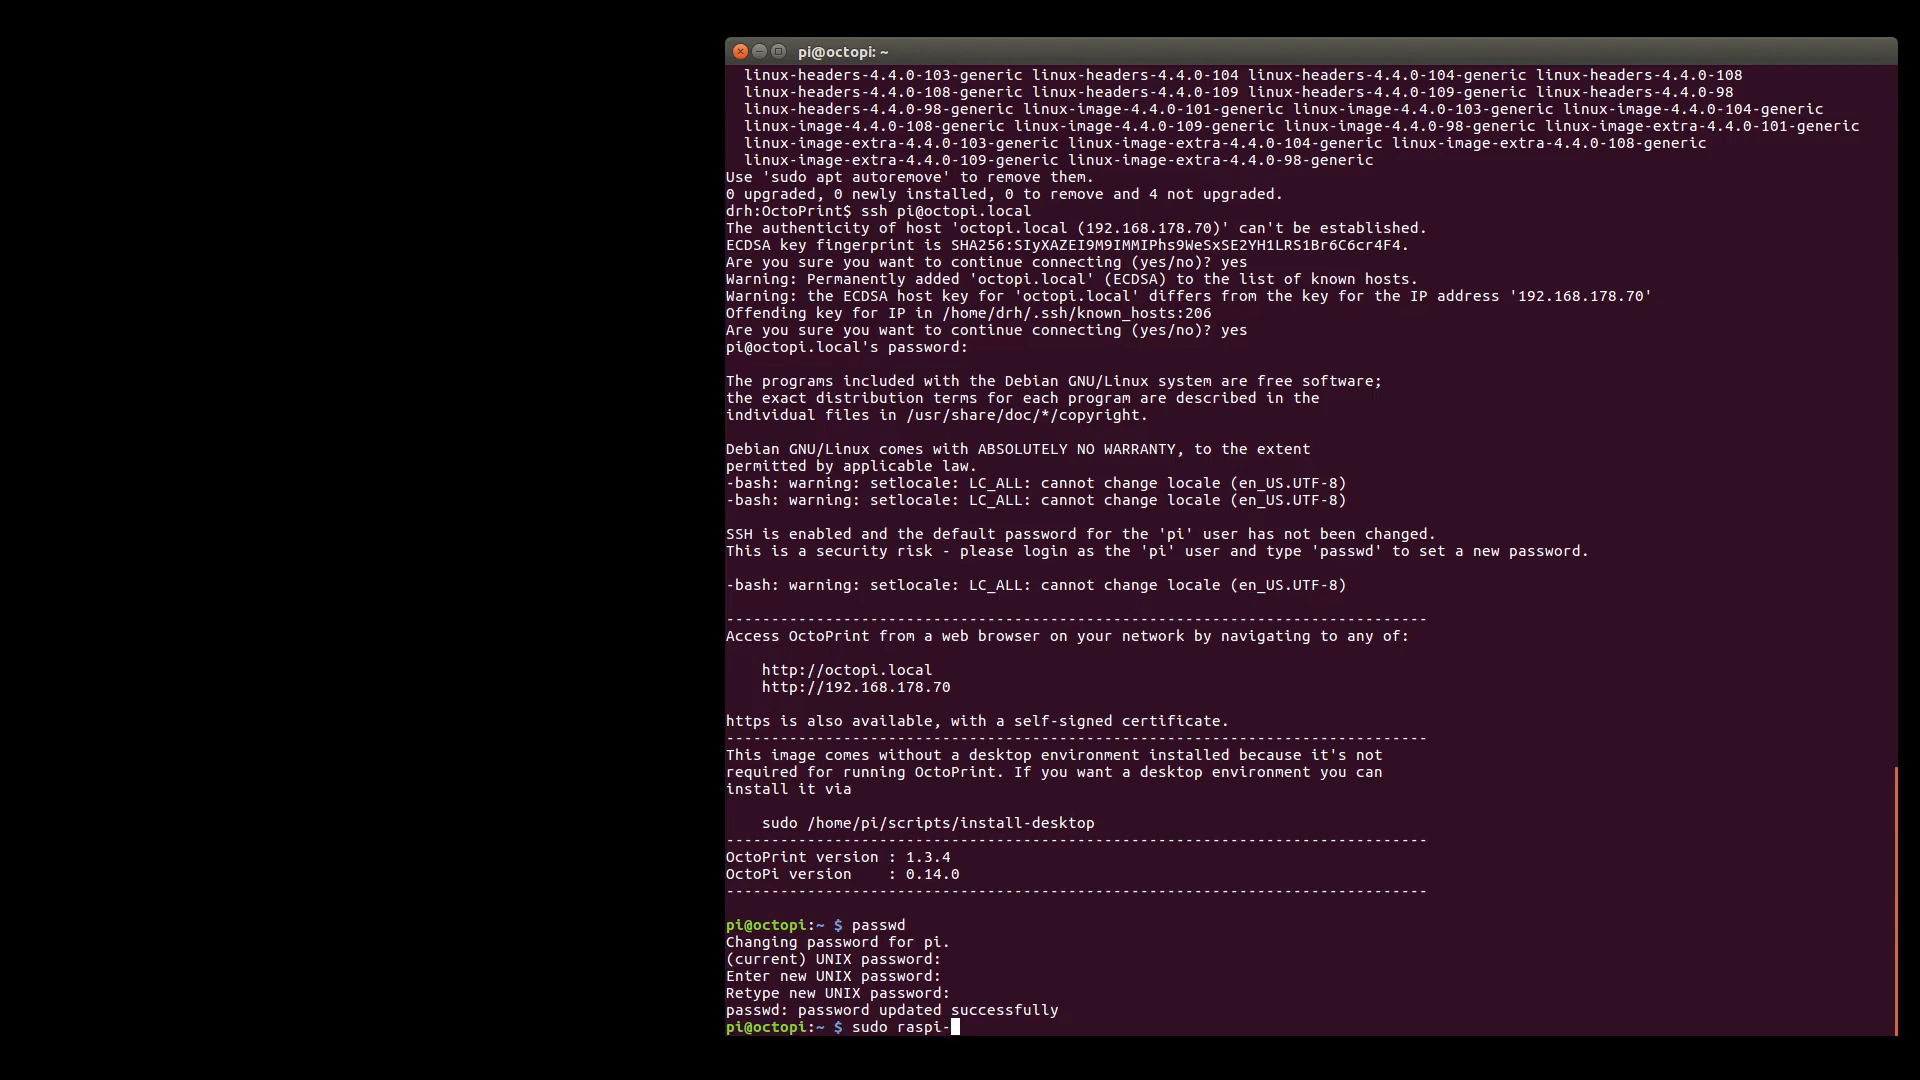 pi@octopi: ~
linux-headers-4.4.0-103-generic linux-headers-4.4.0-104 linux-headers-4.4.0-104-generic linux-headers-4.4.0-108
linux-headers-4.4.0-108-generic linux-headers-4.4.0-109 linux-headers-4.4.0-109-generic linux-headers-4.4.0-98
linux-headers-4.4.0-98-generic linux-image-4.4.0-101-generic linux-image-4.4.0-103-generic linux-image-4.4.0-104-generic
linux-image-4.4.0-108-generic linux-image-4.4.0-109-generic linux-image-4.4.0-98-generic linux-image-extra-4.4.0-101-generic
linux-image-extra-4.4.0-103-generic linux-image-extra-4.4.0-104-generic linux-image-extra-4.4.0-108-generic
linux-image-extra-4.4.0-109-generic linux-image-extra-4.4.0-98-generic
Use 'sudo apt autoremove' to remove them.
0 upgraded, 0 newly installed, 0 to remove and 4 not upgraded.
drh:OctoPrint$ ssh pi@octopi.local
The authenticity of host 'octopi.local (192.168.178.70)' can't be established.
ECDSA key fingerprint is SHA256:SIyXAZEI9M9IMMIPhs9WeSxSE2YH1LRS1Br6C6cr4F4.
Are you sure you want to continue connecting (yes/no)? yes
Warning: Permanently added 'octopi.local' (ECDSA) to the list of known hosts.
Warning: the ECDSA host key for 'octopi.local' differs from the key for the IP address '192.168.178.70'
Offending key for IP in /home/drh/.ssh/known_hosts:206
Are you sure you want to continue connecting (yes/no)? yes
pi@octopi.local's password:
The programs included with the Debian GNU/Linux system are free software;
the exact distribution terms for each program are described in the
individual files in /usr/share/doc/*/copyright.
Debian GNU/Linux comes with ABSOLUTELY NO WARRANTY, to the extent
permitted by applicable law.
-bash: warning: setlocale: LC_ALL: cannot change locale (en_US.UTF-8)
-bash: warning: setlocale: LC_ALL: cannot change locale (en_US.UTF-8)
SSH is enabled and the default password for the 'pi' user has not been changed.
This is a security risk - please login as the 'pi' user and type 'passwd' to set a new password.
-bash: warning: setlocale: LC_ALL: cannot change locale (en_US.UTF-8)
------------------------------------------------------------------------------
Access OctoPrint from a web browser on your network by navigating to any of:
http://octopi.local
http://192.168.178.70
https is also available, with a self-signed certificate.
------------------------------------------------------------------------------
This image comes without a desktop environment installed because it's not
required for running OctoPrint. If you want a desktop environment you can
install it via
sudo /home/pi/scripts/install-desktop
------------------------------------------------------------------------------
OctoPrint version : 1.3.4
OctoPi version    : 0.14.0
------------------------------------------------------------------------------
pi@octopi:~ $ passwd
Changing password for pi.
(current) UNIX password:
Enter new UNIX password:
Retype new UNIX password:
passwd: password updated successfully
pi@octopi:~ $ sudo raspi-